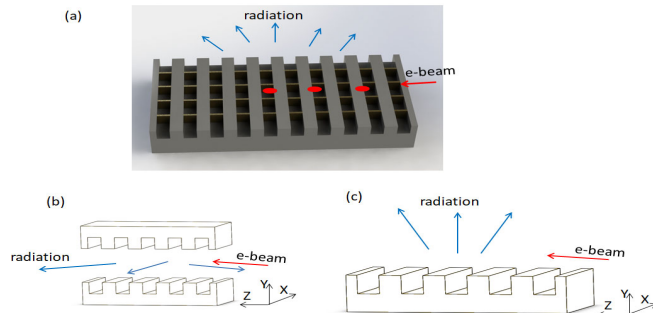 (a)
radiation
e-beam
(b)
radiation
e-beam
Y
X
Z
(c)
radiation
e-beam
Y
X
Z